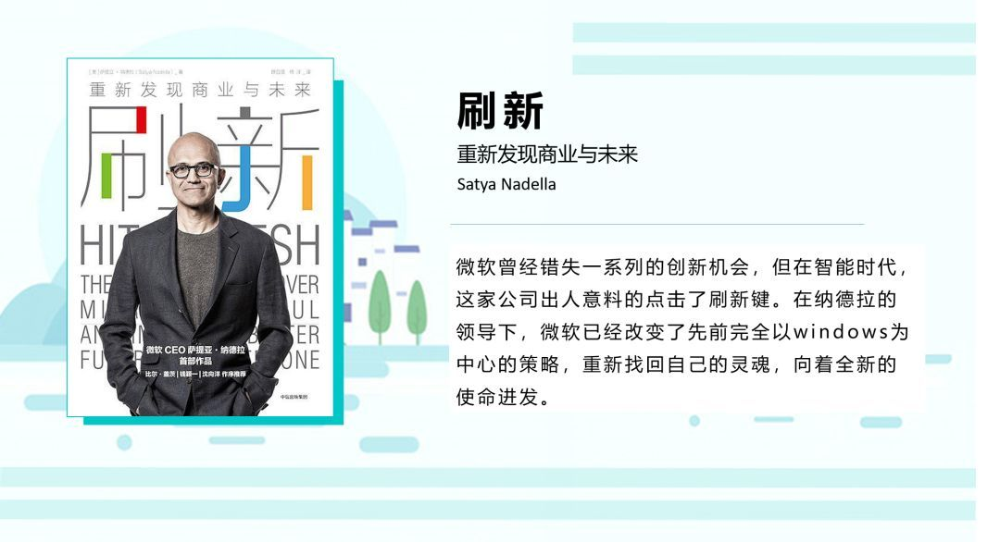 [美]萨提亚·纳德拉(Satya Nadella)_著
陈召强 杨洋_译
重新发现商业与未来
刷新
HIT SH
THE OVER
MI UL
AN TER
FU ONE
微软 CEO 萨提亚·纳德拉
首部作品
比尔·盖茨|钱颖一|沈向洋 作序推荐
中信出版集团
刷新
重新发现商业与未来
Satya Nadella
微软曾经错失一系列的创新机会，但在智能时代，
这家公司出人意料的点击了刷新键。在纳德拉的
领导下，微软已经改变了先前完全以windows为
中心的策略，重新找回自己的灵魂，向着全新的
使命进发。